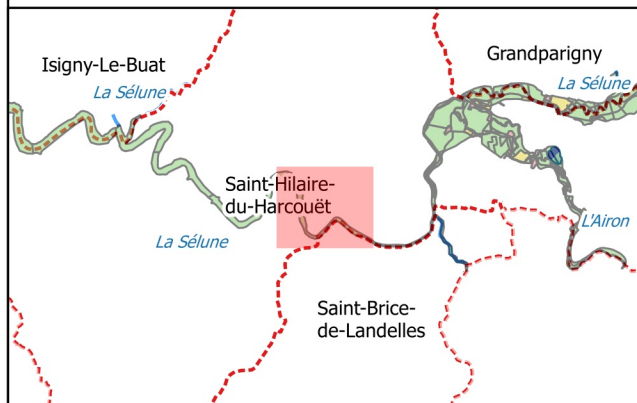 Grandparigny
Isigny-Le-Buat
La Sélune
La Sélune
Saint-Hilaire-
du-Harcouët
L'Airon
La Sélune
Saint-Brice-
de-Landelles